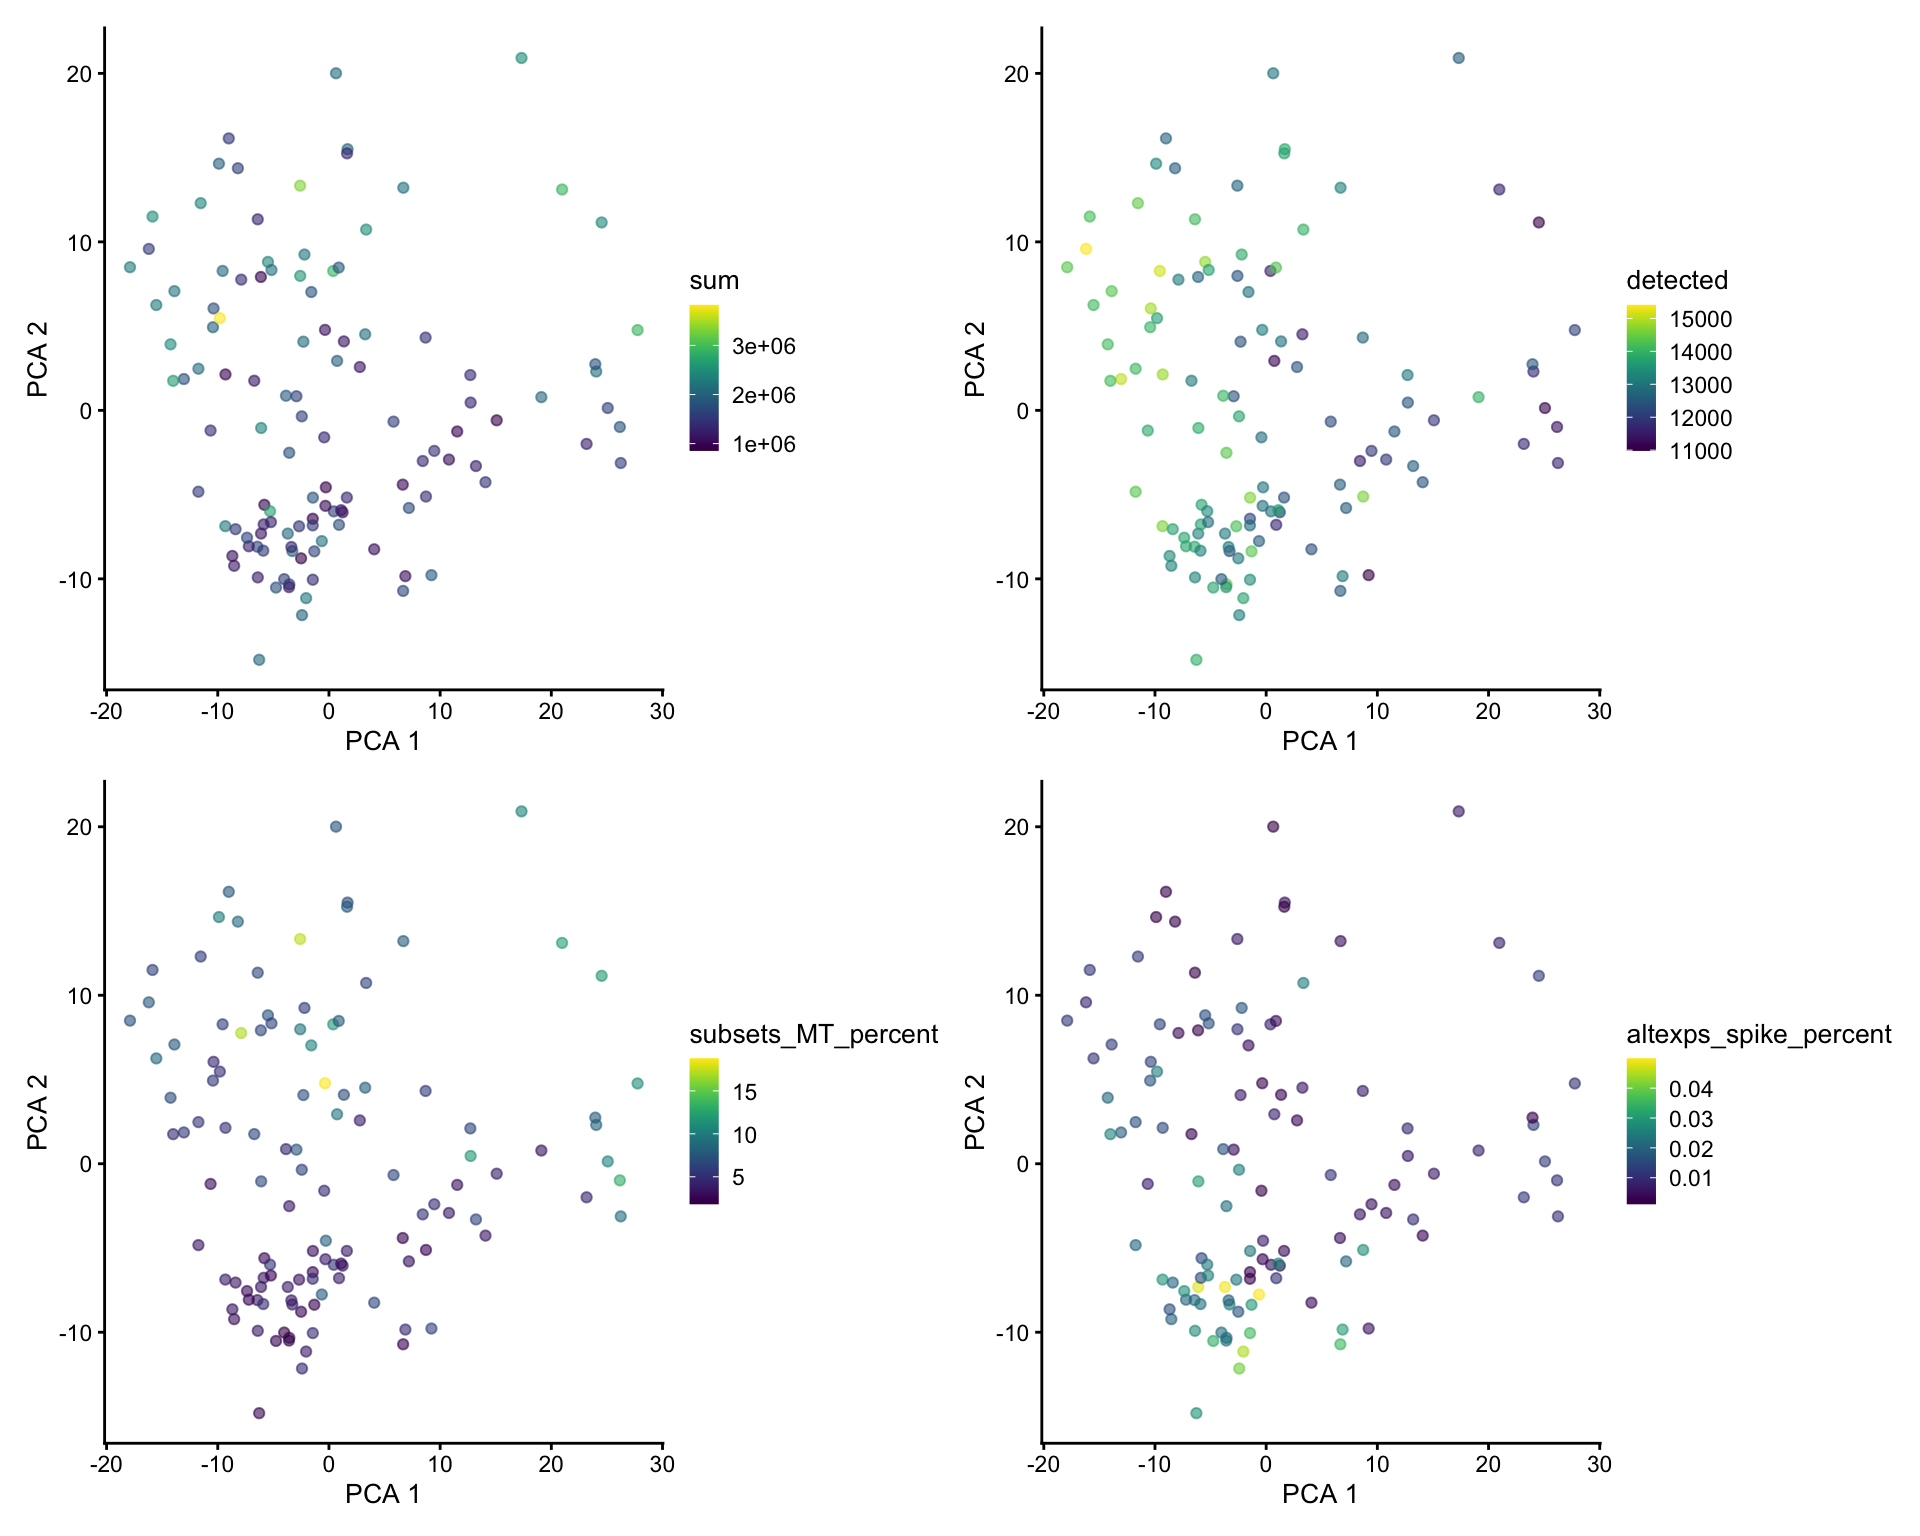 20
10
0
-10
-20 -10 0 10 20 30
PCA 1
PCA 2
sum
3e+06
2e+06
1e+06
20
10
0
-10
-20 -10 0 10 20 30
PCA 1
PCA 2
detected
15000
14000
13000
12000
11000
20
10
0
-10
-20 -10 0 10 20 30
PCA 1
PCA 2
subsets_MT_percent
15
10
5
20
10
0
-10
-20 -10 0 10 20 30
PCA 1
PCA 2
altexps_spike_percent
0.04
0.03
0.02
0.01